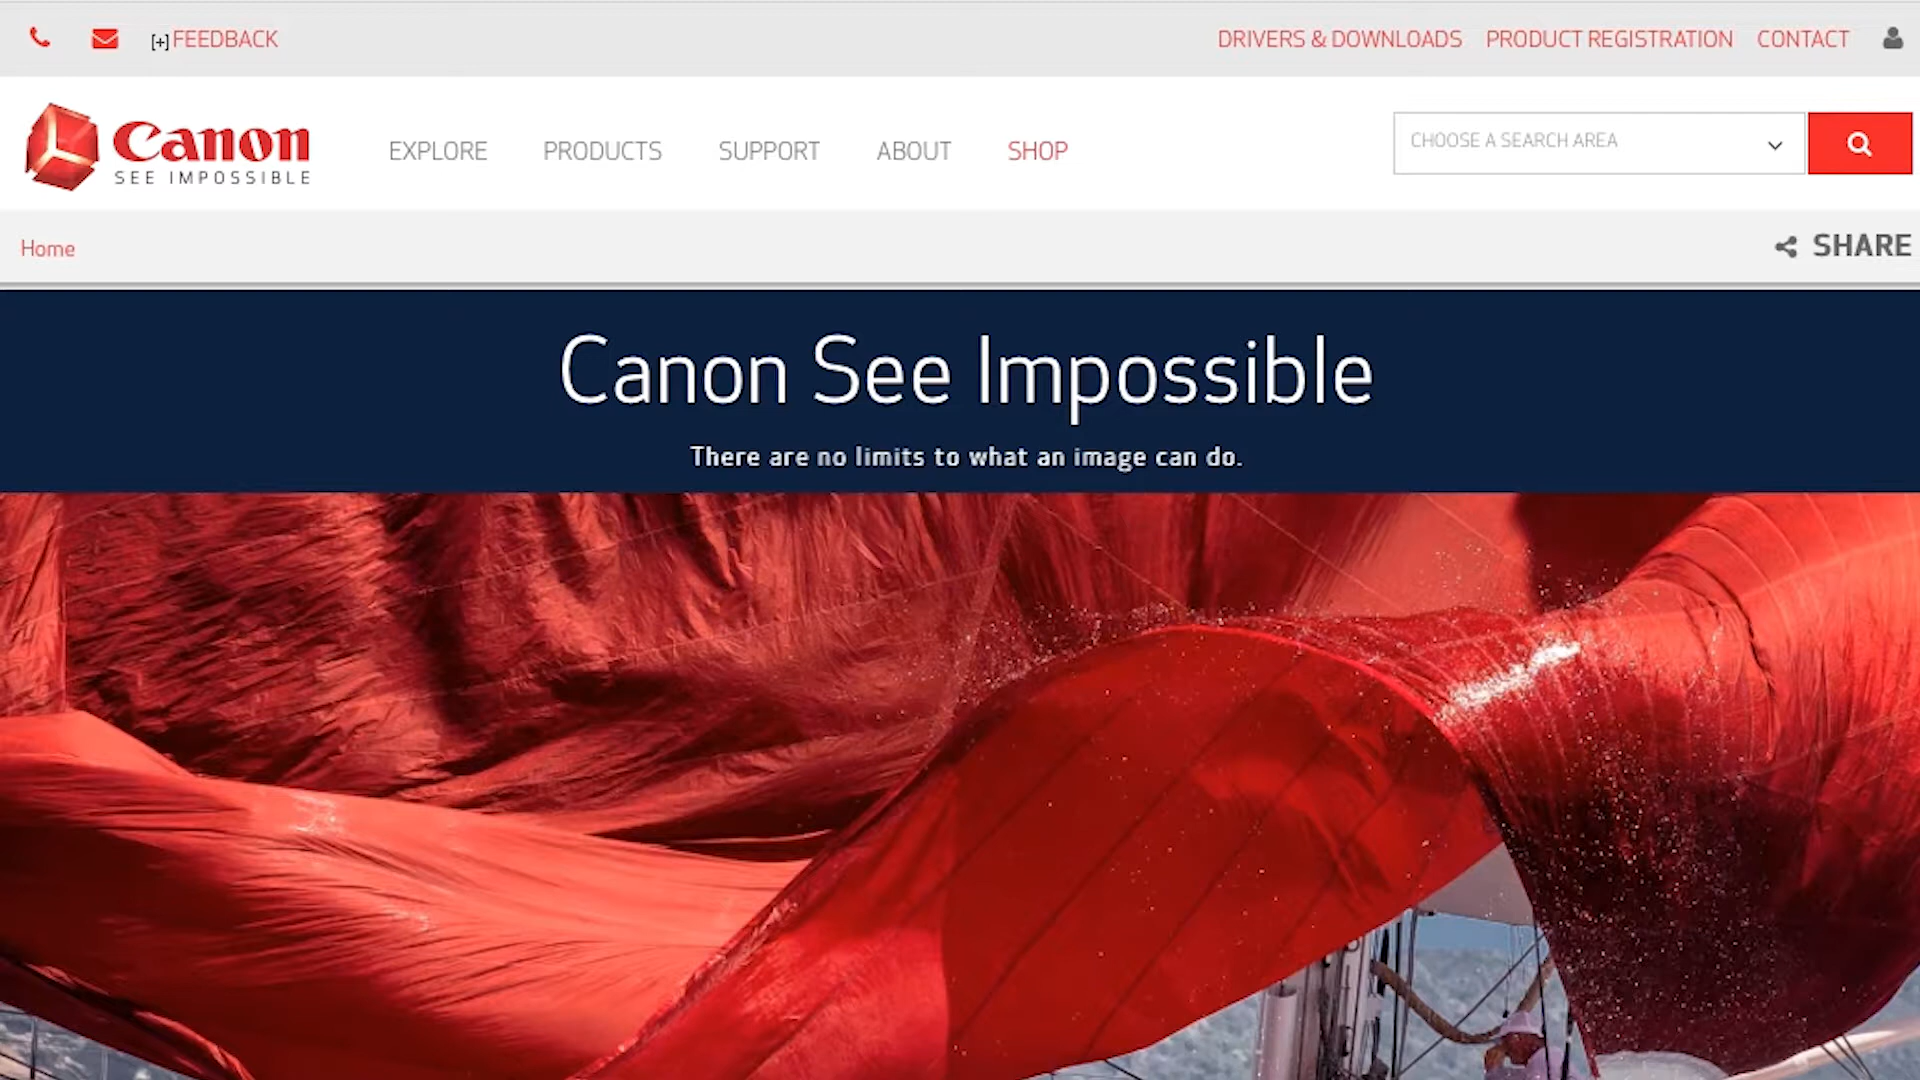 [+]FEEDBACK
DRIVERS & DOWNLOADS
PRODUCT REGISTRATION
CONTACT
Canon
SEE IMPOSSIBLE
EXPLORE
PRODUCTS
SUPPORT
ABOUT
SHOP
CHOOSE A SEARCH AREA
Home
SHARE
Canon See Impossible
There are no limits to what an image can do.